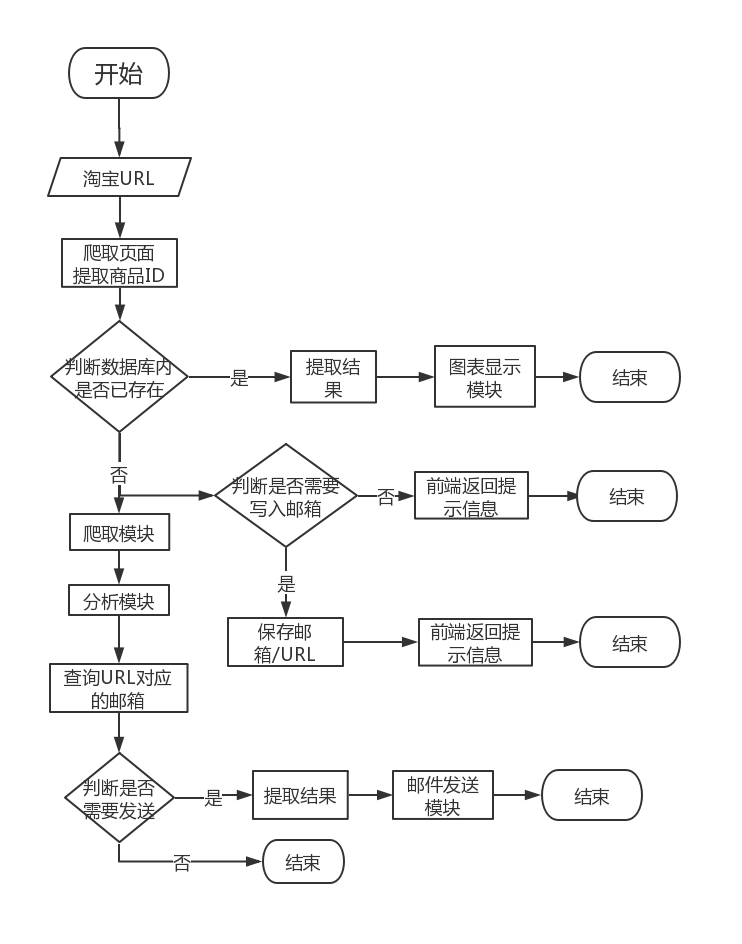 开始
淘宝URL
爬取页面
提取商品ID
判断数据库内
是否已存在
是
提取结
果
图表显示
模块
结束
否
判断是否需要
写入邮箱
否
前端返回提
示信息
结束
爬取模块
是
分析模块
保存邮
箱/URL
前端返回提
示信息
结束
查询URL对应
的邮箱
判断是否
需要发送
是
提取结果
邮件发送
模块
结束
否
结束